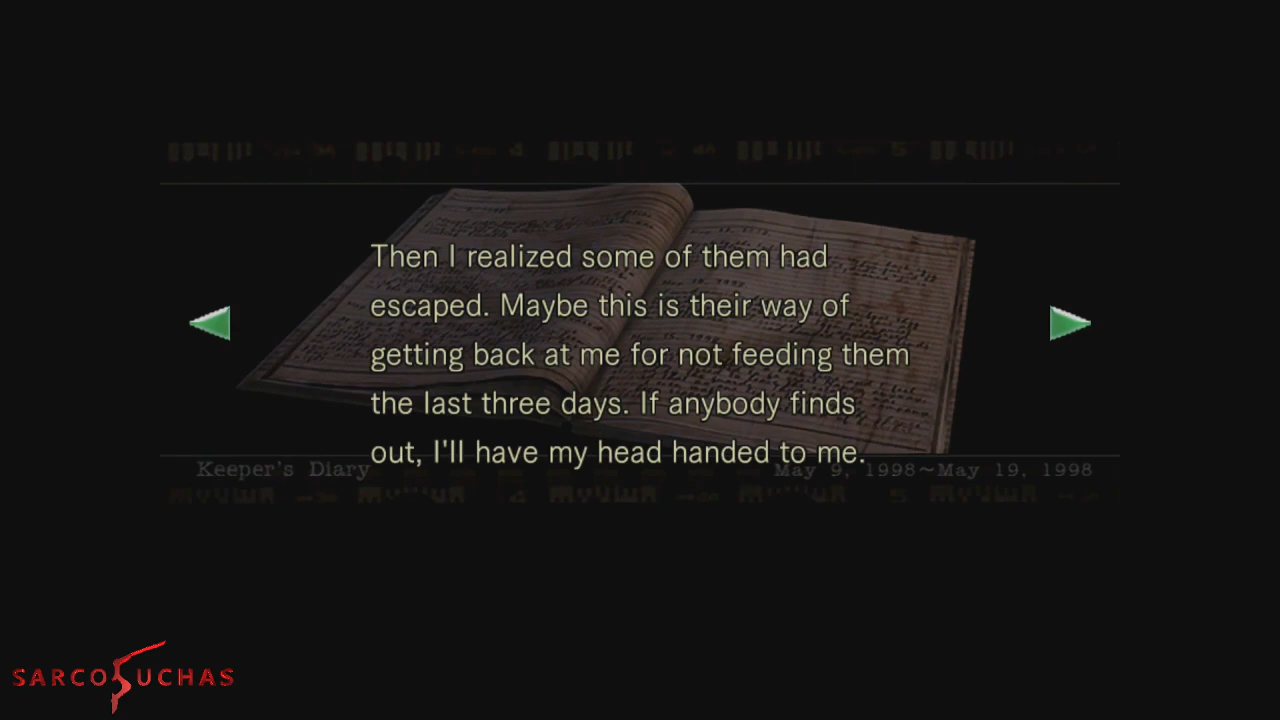 Then I realized some of them had
escaped. Maybe this is their way of
getting back at me for not feeding them
the last three days. If anybody finds
out, I'll have my head handed to me.
Keeper's Diary
May 9, 1998~May 19, 1998
SARCOSUCHAS